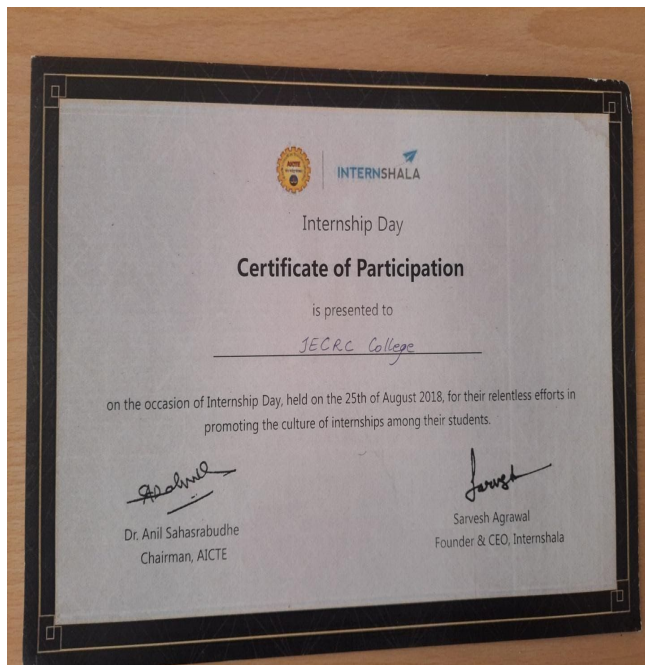 AICTE
INTERNSHALA
Internship Day
Certificate of Participation
is presented to
JECRC College
on the occasion of Internship Day, held on the 25th of August 2018, for their relentless efforts in
promoting the culture of internships among their students.
Dr. Anil Sahasrabudhe
Chairman, AICTE
Sarvesh
Sarvesh Agrawal
Founder & CEO, Internshala